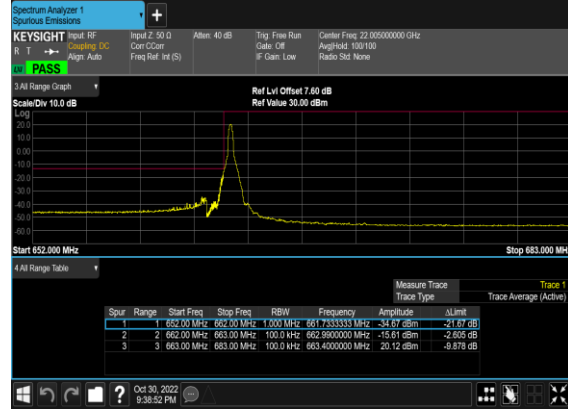 Spectrum Analyzer 1
Spurious Emissions
+
KEYSIGHT Input: RF Input Z: 50 Ω Atten: 40 dB Trig: Free Run Center Freq: 22.005000000 GHz
R T Coupling: DC Corr CCorr Gate: Off Avg|Hold: 100/100
Align: Auto Freq Ref: Int (S) IF Gain: Low Radio Std: None
PASS
3 All Range Graph
Ref Lvl Offset 7.60 dB
Scale/Div 10.0 dB Ref Value 30.00 dBm
Log
20.0
10.0
0.00
-10.0
-20.0
-30.0
-40.0
-50.0
-60.0
Start 652.000 MHz Stop 683.000 MHz
4 All Range Table
Measure Trace Trace 1
Trace Type Trace Average (Active)
Spur Range Start Freq Stop Freq RBW Frequency Amplitude ΔLimit
1 1 652.00 MHz 662.00 MHz 1.000 MHz 661.7333333 MHz -34.67 dBm -21.67 dB
2 2 662.00 MHz 663.00 MHz 100.0 kHz 662.9900000 MHz -15.61 dBm -2.605 dB
3 3 663.00 MHz 683.00 MHz 100.0 kHz 663.4000000 MHz 20.12 dBm -9.878 dB
? Oct 30, 2022
9:38:52 PM